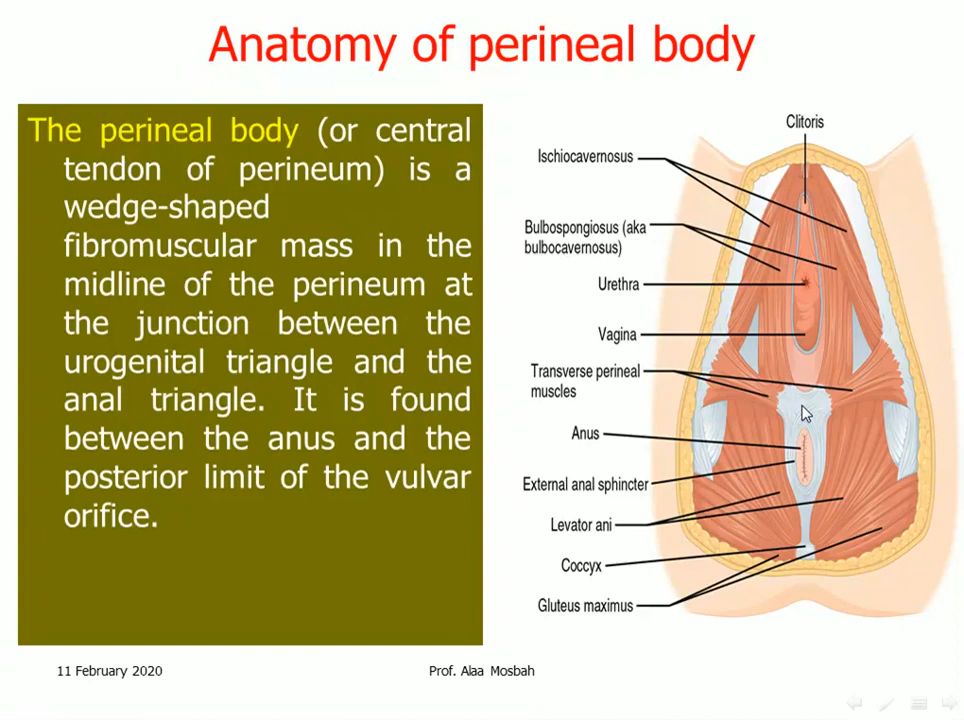 Anatomy of perineal body
The perineal body (or central
tendon of perineum) is a
wedge-shaped
fibromuscular mass in the
midline of the perineum at
the junction between the
urogenital triangle and the
anal triangle. It is found
between the anus and the
posterior limit of the vulvar
orifice.
Clitoris
Ischiocavernosus
Bulbospongiosus (aka
bulbocavernosus)
Urethra
Vagina
Transverse perineal
muscles
Anus
External anal sphincter
Levator ani
Coccyx
Gluteus maximus
11 February 2020
Prof. Alaa Mosbah